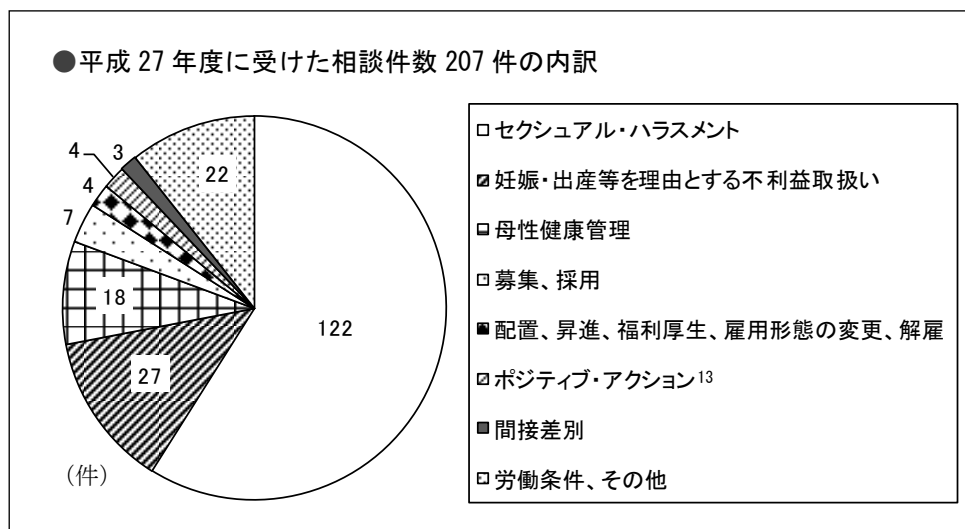 ●平成 27 年度に受けた相談件数 207 件の内訳
3
4
22
4
7
18
122
27
(件)
セクシュアル・ハラスメント
妊娠・出産等を理由とする不利益取扱い
母性健康管理
募集、採用
配置、昇進、福利厚生、雇用形態の変更、解雇
ポジティブ・アクション13
間接差別
労働条件、その他